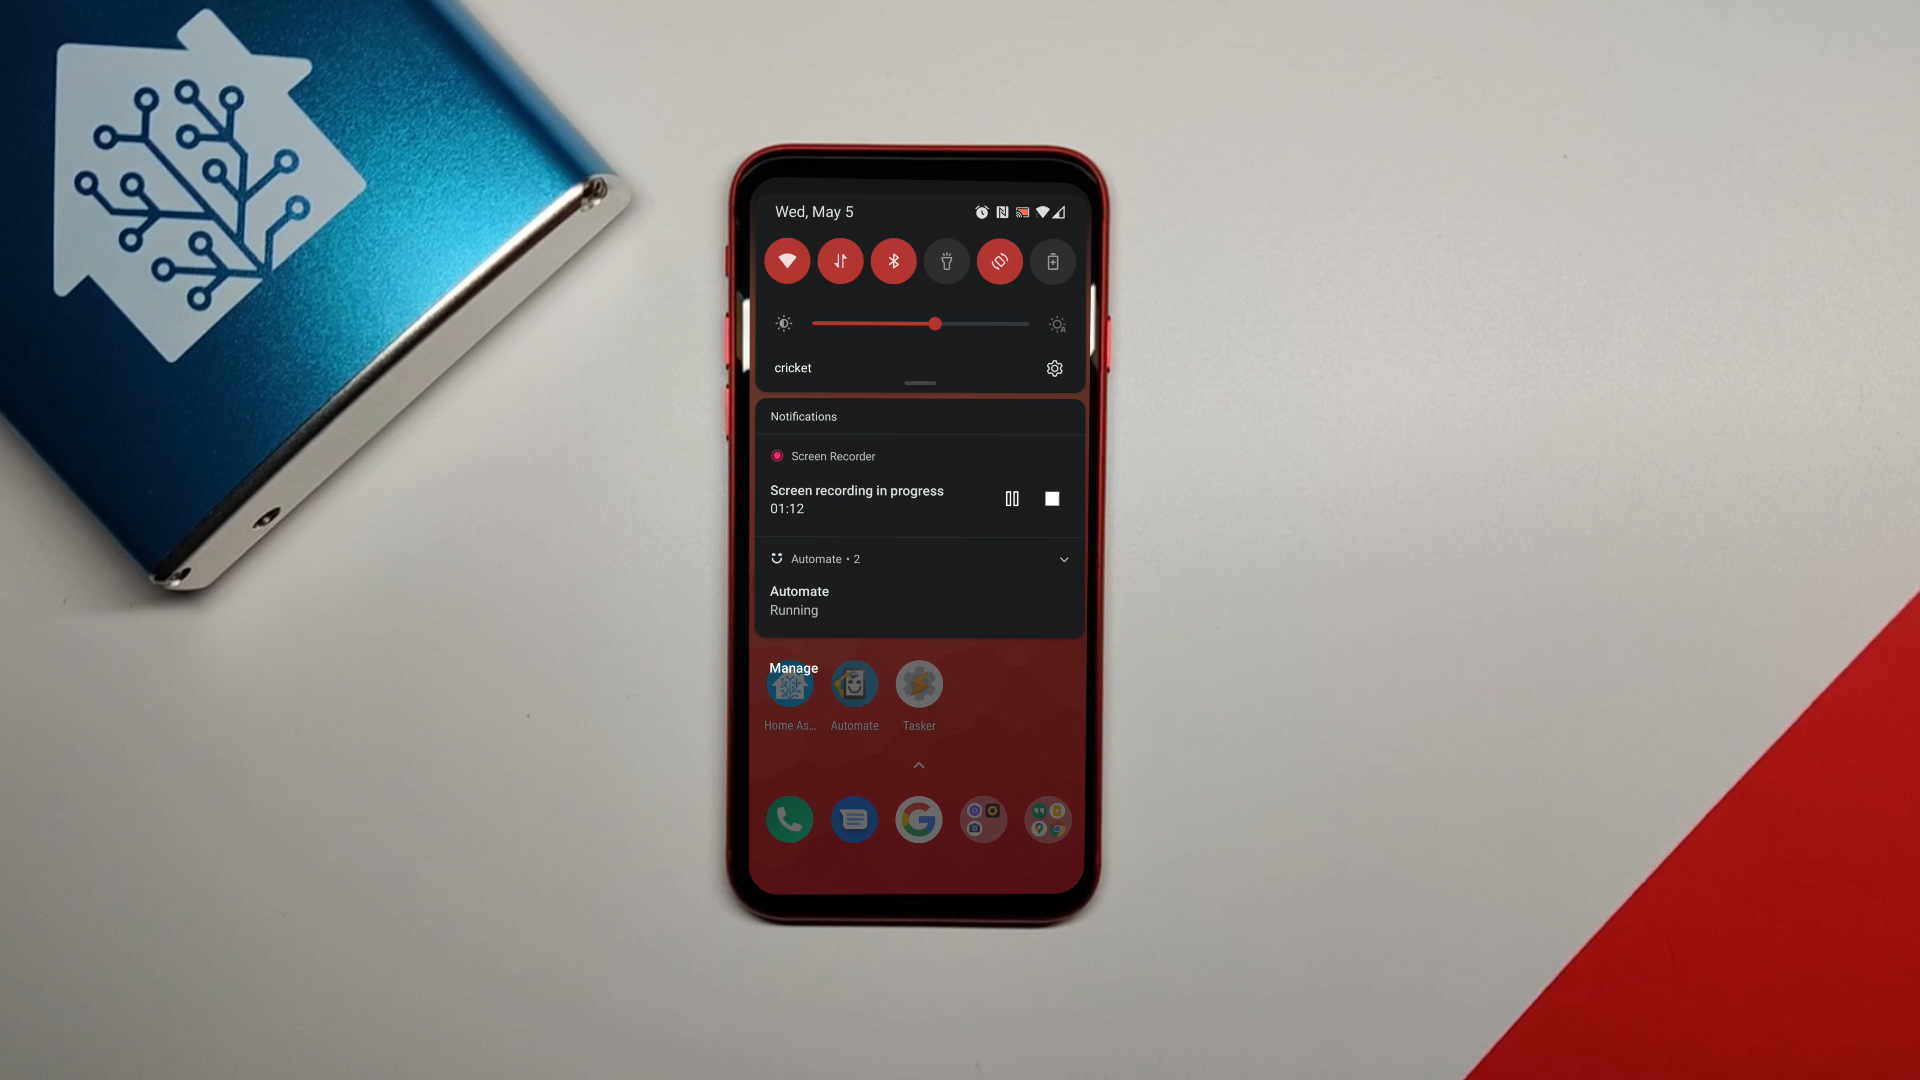 Wed, May 5
cricket
Notifications
Screen Recorder
Screen recording in progress
01:12
Automate • 2
Automate
Running
Manage
Home As...
Automate
Tasker